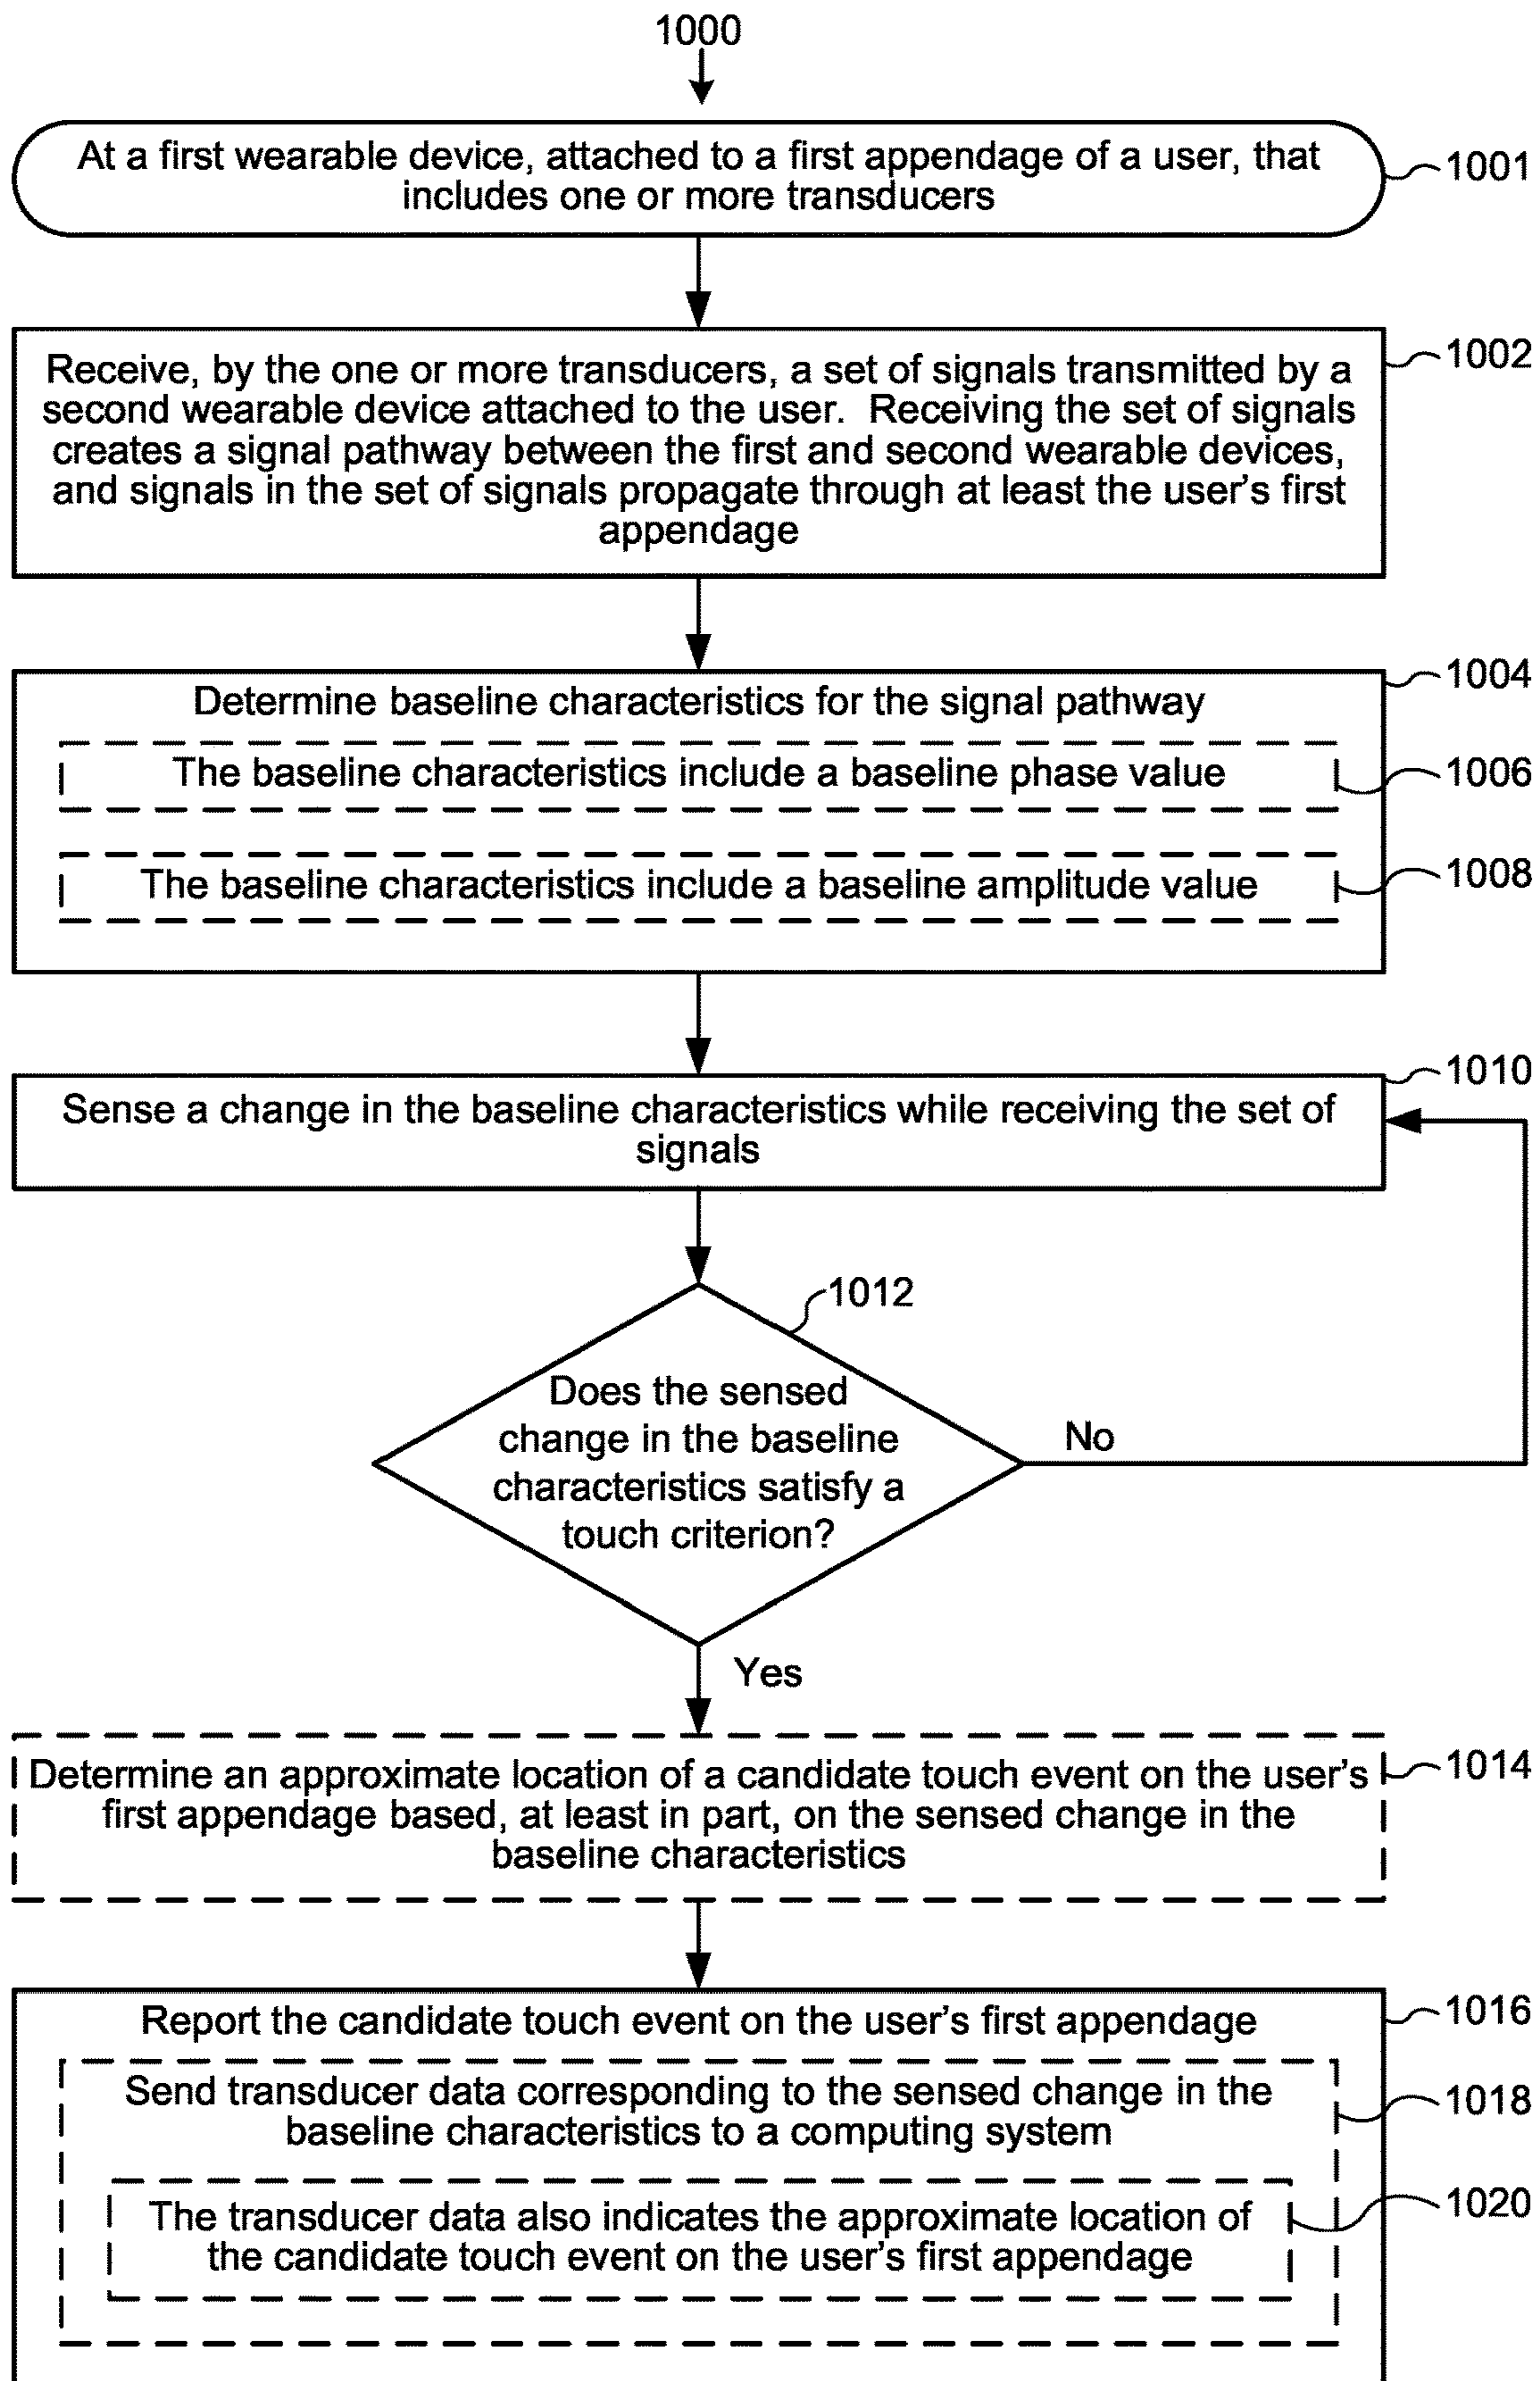 1000
At a first wearable device, attached to a first appendage of a user, that
includes one or more transducers
1001
Receive, by the one or more transducers, a set of signals transmitted by a
second wearable device attached to the user.  Receiving the set of signals
creates a signal pathway between the first and second wearable devices,
and signals in the set of signals propagate through at least the user's first
appendage
1002
Determine baseline characteristics for the signal pathway
1004
The baseline characteristics include a baseline phase value
1006
The baseline characteristics include a baseline amplitude value
1008
Sense a change in the baseline characteristics while receiving the set of
signals
1010
1012
Does the sensed
change in the baseline
characteristics satisfy a
touch criterion?
No
Yes
Determine an approximate location of a candidate touch event on the user's
first appendage based, at least in part, on the sensed change in the
baseline characteristics
1014
Report the candidate touch event on the user's first appendage
1016
Send transducer data corresponding to the sensed change in the
baseline characteristics to a computing system
1018
The transducer data also indicates the approximate location of
the candidate touch event on the user's first appendage
1020